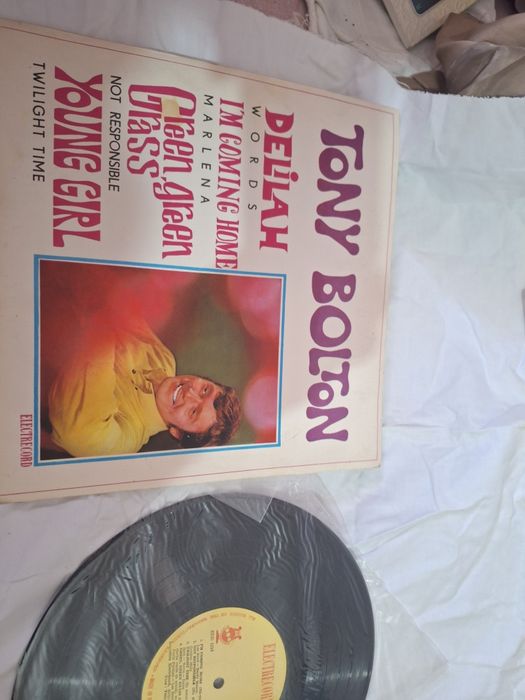 TONY BOLTON
DELILAH
WORDS
I'M COMING HOME
MARLENA
Green, green
Grass
NOT RESPONSIBLE
YOUNG GIRL
TWILIGHT TIME
ELECTRECORD
ELECTRECORD